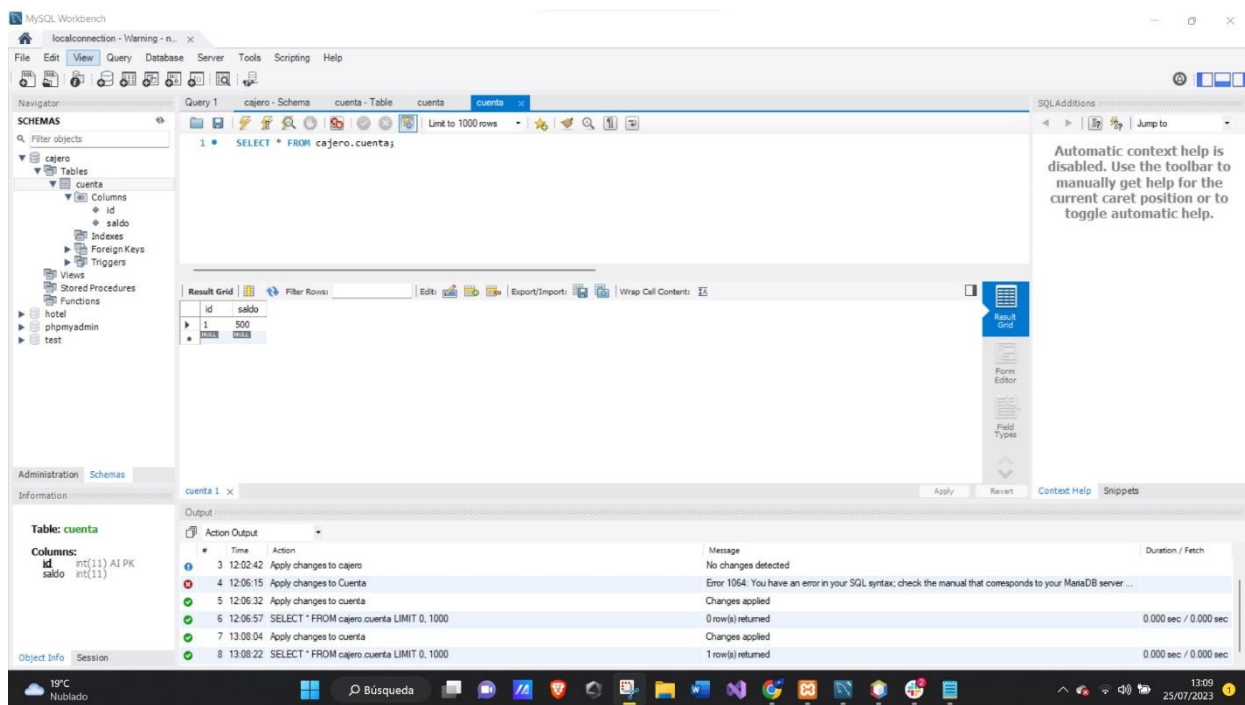 MySQL Workbench
localconnection - Warning - n...
File Edit View Query Database Server Tools Scripting Help
Navigator
SCHEMAS
Filter objects
cajero
Tables
cuenta
Columns
id
saldo
Indexes
Foreign Keys
Triggers
Views
Stored Procedures
Functions
hotel
phpmyadmin
test
Administration Schemas
Information
Table: cuenta
Columns:
id int(11) AI PK
saldo int(11)
Object Info Session
Query 1 cajero - Schema cuenta - Table cuenta cuenta
Limit to 1000 rows
1 SELECT * FROM cajero.cuenta;
Result Grid Filter Rows: Edit: Export/Import: Wrap Cell Content:
id saldo
1 500
NULL NULL
Result Grid
Form Editor
Field Types
cuenta 1 Apply Revert
SQLAdditions
Jump to
Automatic context help is
disabled. Use the toolbar to
manually get help for the
current caret position or to
toggle automatic help.
Context Help Snippets
Output
Action Output
# Time Action Message Duration / Fetch
3 12:02:42 Apply changes to cajero No changes detected
4 12:06:15 Apply changes to Cuenta Error 1064: You have an error in your SQL syntax; check the manual that corresponds to your MariaDB server ...
5 12:06:32 Apply changes to cuenta Changes applied
6 12:06:57 SELECT * FROM cajero.cuenta LIMIT 0, 1000 0 row(s) returned 0.000 sec / 0.000 sec
7 13:08:04 Apply changes to cuenta Changes applied
8 13:08:22 SELECT * FROM cajero.cuenta LIMIT 0, 1000 1 row(s) returned 0.000 sec / 0.000 sec
19°C
Nublado
Búsqueda
13:09
25/07/2023